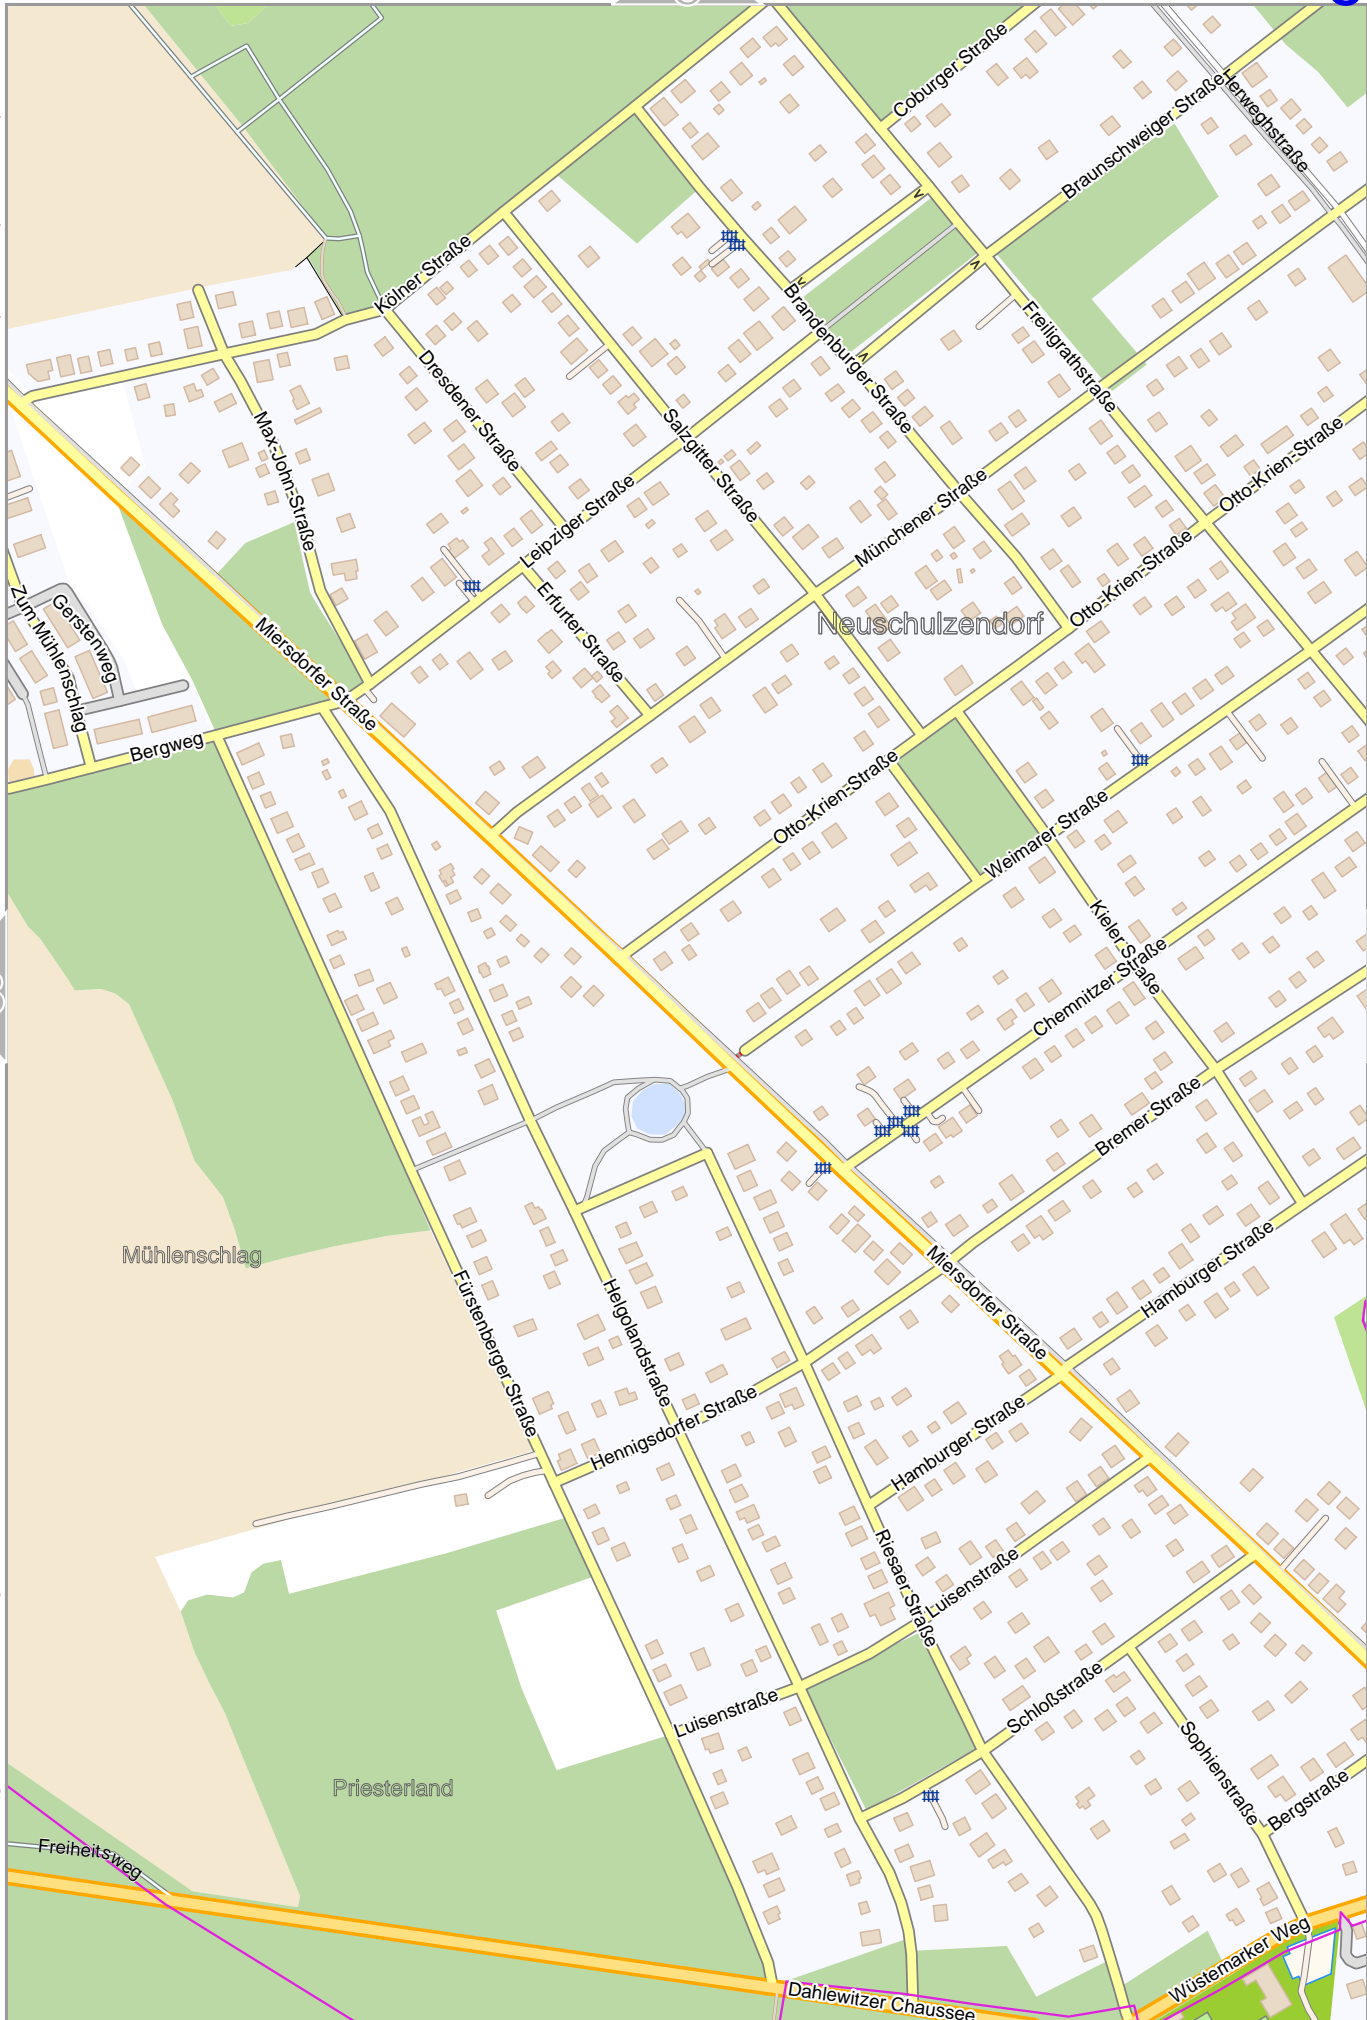 Coburger Straße
Herweghstraße
Braunschweiger Straße
Kölner Straße
Brandenburger Straße
Freiligrathstraße
Dresdener Straße
Max-John-Straße
Salzgitter Straße
Otto-Krien-Straße
Leipziger Straße
Münchener Straße
Otto-Krien-Straße
Erfurter Straße
Zum Mühlenschlag
Gerstenweg
Neuschulzendorf
Miersdorfer Straße
Bergweg
Otto-Krien-Straße
Weimarer Straße
Kieler Straße
Chemnitzer Straße
Bremer Straße
Mühlenschlag
Hamburger Straße
Miersdorfer Straße
Fürstenberger Straße
Helgolandstraße
Hennigsdorfer Straße
Hamburger Straße
Riesaer Straße
Luisenstraße
Luisenstraße
Schloßstraße
Sophienstraße
Priesterland
Bergstraße
Freiheitsweg
Wüstemarker Weg
Dahlewitzer Chaussee